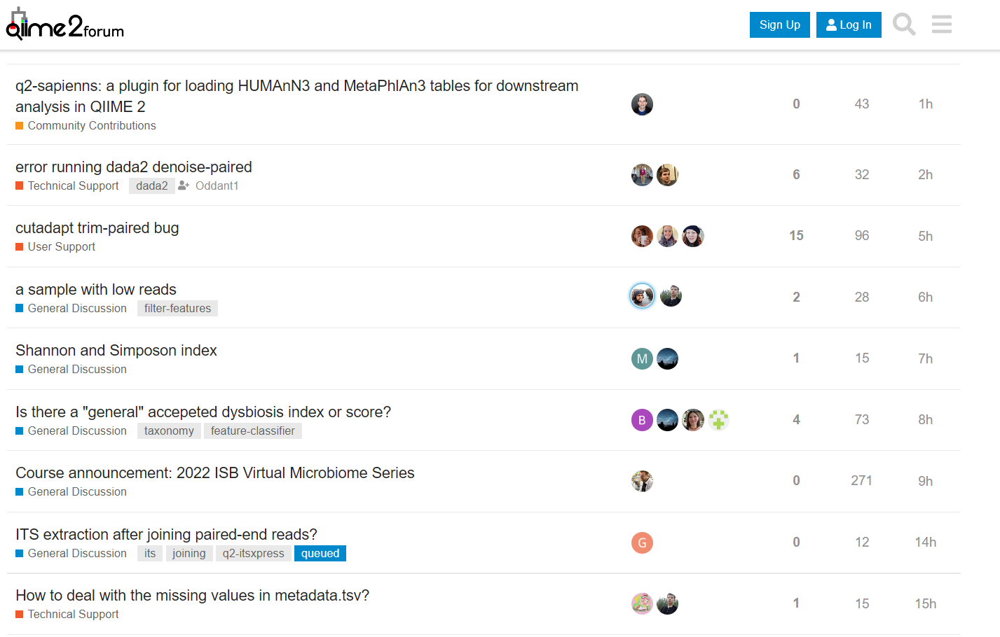 qiime2forum
Sign Up
Log In
q2-sapienns: a plugin for loading HUMAnN3 and MetaPhlAn3 tables for downstream
analysis in QIIME 2
Community Contributions
0 43 1h
error running dada2 denoise-paired
Technical Support dada2 Oddant1
6 32 2h
cutadapt trim-paired bug
User Support
15 96 5h
a sample with low reads
General Discussion filter-features
2 28 6h
Shannon and Simposon index
General Discussion
M
1 15 7h
Is there a "general" accepeted dysbiosis index or score?
General Discussion taxonomy feature-classifier
B
4 73 8h
Course announcement: 2022 ISB Virtual Microbiome Series
General Discussion
0 271 9h
ITS extraction after joining paired-end reads?
General Discussion its joining q2-itsxpress queued
G
0 12 14h
How to deal with the missing values in metadata.tsv?
Technical Support
1 15 15h